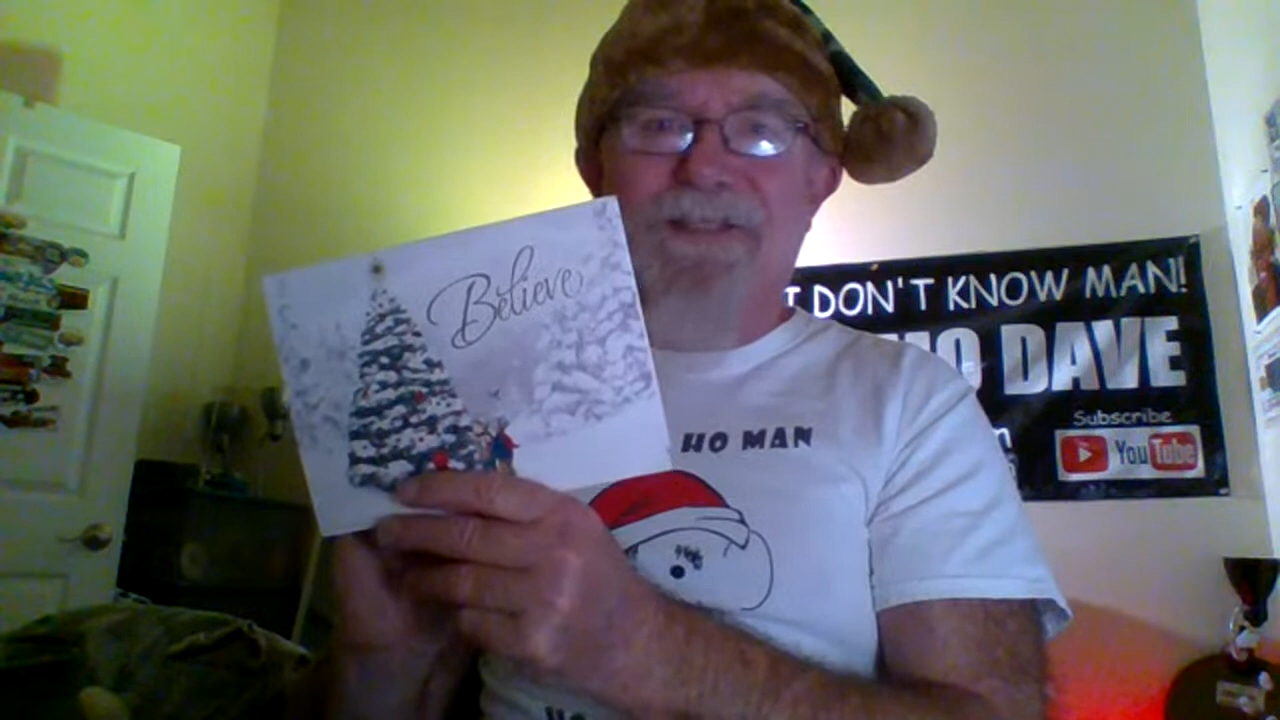 Believe
I DON'T KNOW MAN!
DAVE
Subscribe
YouTube
HO MAN